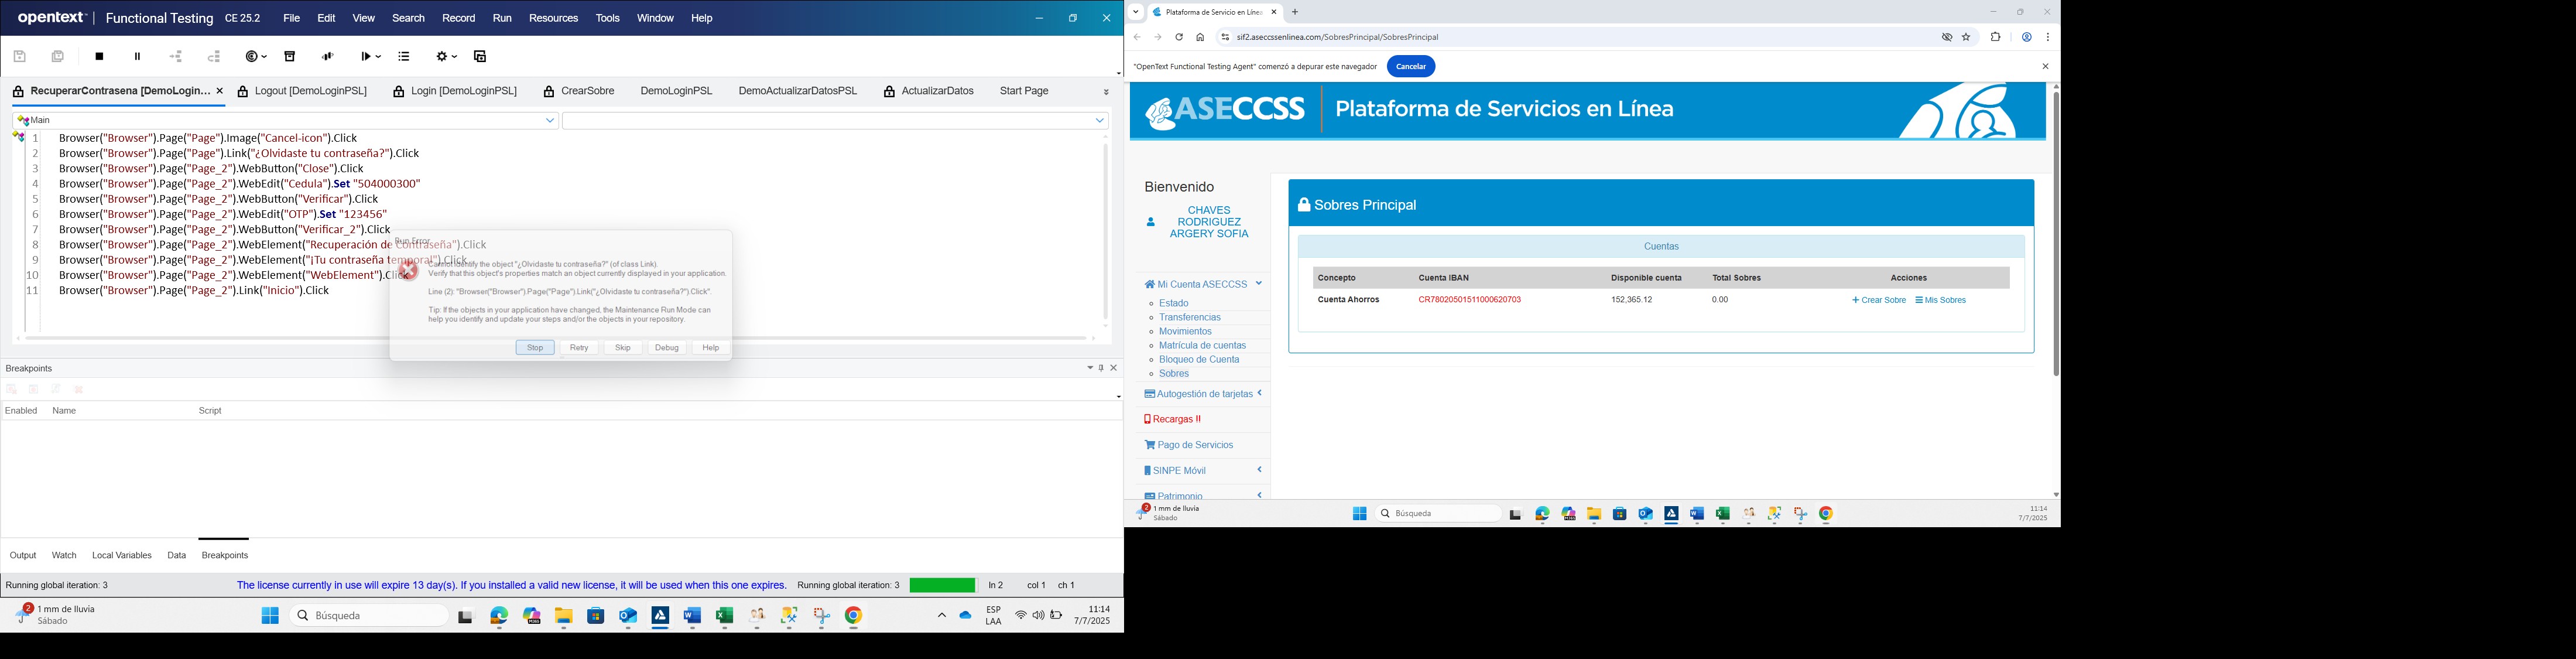 opentext | Functional Testing CE 25.2 File Edit View Search Record Run Resources Tools Window Help
RecuperarContrasena [DemoLogin... × Logout [DemoLoginPSL] Login [DemoLoginPSL] CrearSobre DemoLoginPSL DemoActualizarDatosPSL ActualizarDatos Start Page
Main
1 Browser("Browser").Page("Page").Image("Cancel-icon").Click
2 Browser("Browser").Page("Page").Link("¿Olvidaste tu contraseña?").Click
3 Browser("Browser").Page("Page_2").WebButton("Close").Click
4 Browser("Browser").Page("Page_2").WebEdit("Cedula").Set "504000300"
5 Browser("Browser").Page("Page_2").WebButton("Verificar").Click
6 Browser("Browser").Page("Page_2").WebEdit("OTP").Set "123456"
7 Browser("Browser").Page("Page_2").WebButton("Verificar_2").Click
8 Browser("Browser").Page("Page_2").WebElement("Recuperación de Contraseña").Click
9 Browser("Browser").Page("Page_2").WebElement("¡Tu contraseña temporal").Click
10 Browser("Browser").Page("Page_2").WebElement("WebElement").Click
11 Browser("Browser").Page("Page_2").Link("Inicio").Click
Run Error
Cannot identify the object "¿Olvidaste tu contraseña?" (of class Link).
Verify that this object's properties match an object currently displayed in your application.
Line (2): "Browser("Browser").Page("Page").Link("¿Olvidaste tu contraseña?").Click".
Tip: If the objects in your application have changed, the Maintenance Run Mode can
help you identify and update your steps and/or the objects in your repository.
Stop Retry Skip Debug Help
Breakpoints
Enabled Name Script
Output Watch Local Variables Data Breakpoints
Running global iteration: 3 The license currently in use will expire 13 day(s). If you installed a valid new license, it will be used when this one expires. Running global iteration: 3 ln 2 col 1 ch 1
2 1 mm de lluvia
Sábado
Búsqueda
M365
ESP
LAA
11:14
7/7/2025
Plataforma de Servicio en Líne
sif2.aseccssenlinea.com/SobresPrincipal/SobresPrincipal
"OpenText Functional Testing Agent" comenzó a depurar este navegador Cancelar
ASECCSS Plataforma de Servicios en Línea
Bienvenido
CHAVES
RODRIGUEZ
ARGERY SOFIA
Mi Cuenta ASECCSS
Estado
Transferencias
Movimientos
Matrícula de cuentas
Bloqueo de Cuenta
Sobres
Autogestión de tarjetas
Recargas !!
Pago de Servicios
SINPE Móvil
Patrimonio
Sobres Principal
Cuentas
Concepto Cuenta IBAN Disponible cuenta Total Sobres Acciones
Cuenta Ahorros CR78020501511000620703 152,365.12 0.00 + Crear Sobre Mis Sobres
2 1 mm de lluvia
Sábado
Búsqueda
M365
11:14
7/7/2025